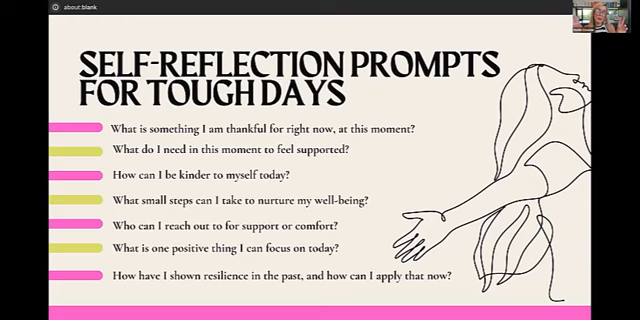 about:blank
SELF-REFLECTION PROMPTS
FOR TOUGH DAYS
What is something I am thankful for right now, at this moment?
What do I need in this moment to feel supported?
How can I be kinder to myself today?
What small steps can I take to nurture my well-being?
Who can I reach out to for support or comfort?
What is one positive thing I can focus on today?
How have I shown resilience in the past, and how can I apply that now?